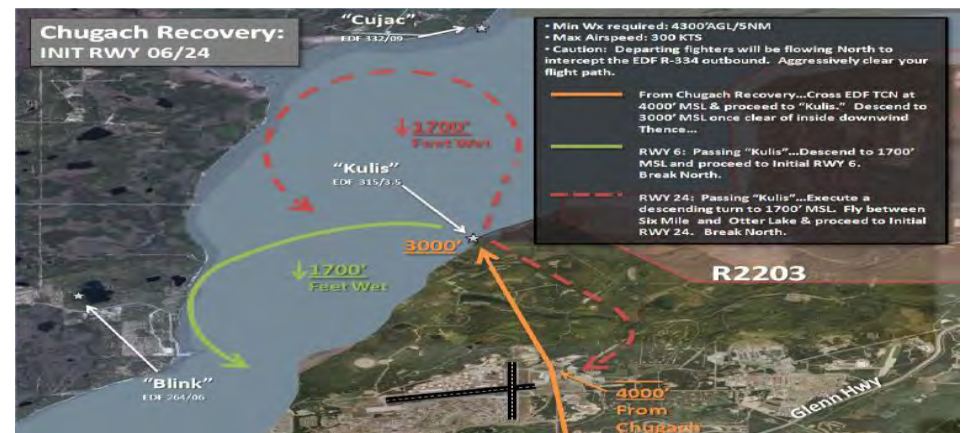 Chugach Recovery:
INIT RWY 06/24
"Cujac"
EDF 332/09
• Min Wx required: 4300'AGL/5NM
• Max Airspeed: 300 KTS
• Caution: Departing fighters will be flowing North to
intercept the EDF R-334 outbound. Aggressively clear your
flight path.
From Chugach Recovery...Cross EDF TCN at
4000' MSL & proceed to "Kulis." Descend to
3000' MSL once clear of inside downwind
Thence...
RWY 6: Passing "Kulis"...Descend to 1700'
MSL and proceed to Initial RWY 6.
Break North.
RWY 24: Passing "Kulis"...Execute a
descending turn to 1700' MSL. Fly between
Six Mile and Otter Lake & proceed to Initial
RWY 24. Break North.
↓1700'
Feet Wet
"Kulis"
EDF 315/3.5
3000'
↓1700'
Feet Wet
R2203
"Blink"
EDF 264/06
4000'
From
Chugach
Glenn Hwy